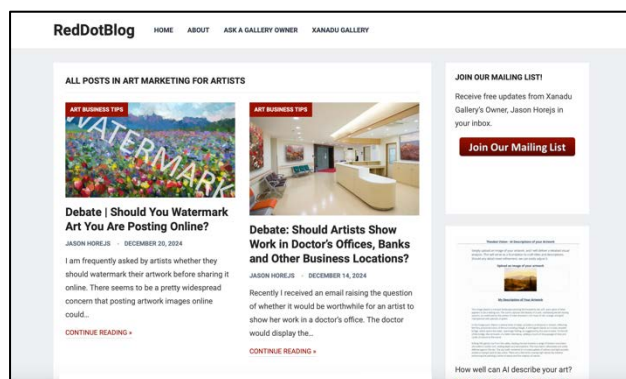 RedDotBlog
HOME ABOUT ASK A GALLERY OWNER XANADU GALLERY
ALL POSTS IN ART MARKETING FOR ARTISTS
ART BUSINESS TIPS
WATERMARK
Debate | Should You Watermark
Art You Are Posting Online?
JASON HOREJS DECEMBER 20, 2024
I am frequently asked by artists whether they
should watermark their artwork before sharing it
online. There seems to be a pretty widespread
concern that posting artwork images online
could...
CONTINUE READING »
ART BUSINESS TIPS
Debate: Should Artists Show
Work in Doctor's Offices, Banks
and Other Business Locations?
JASON HOREJS DECEMBER 14, 2024
Recently I received an email raising the question
of whether it would be worthwhile for an artist to
show her work in a doctor's office. The doctor
would display the...
CONTINUE READING »
JOIN OUR MAILING LIST!
Receive free updates from Xanadu
Gallery's Owner, Jason Horejs in
your inbox.
Join Our Mailing List
How well can AI describe your art?